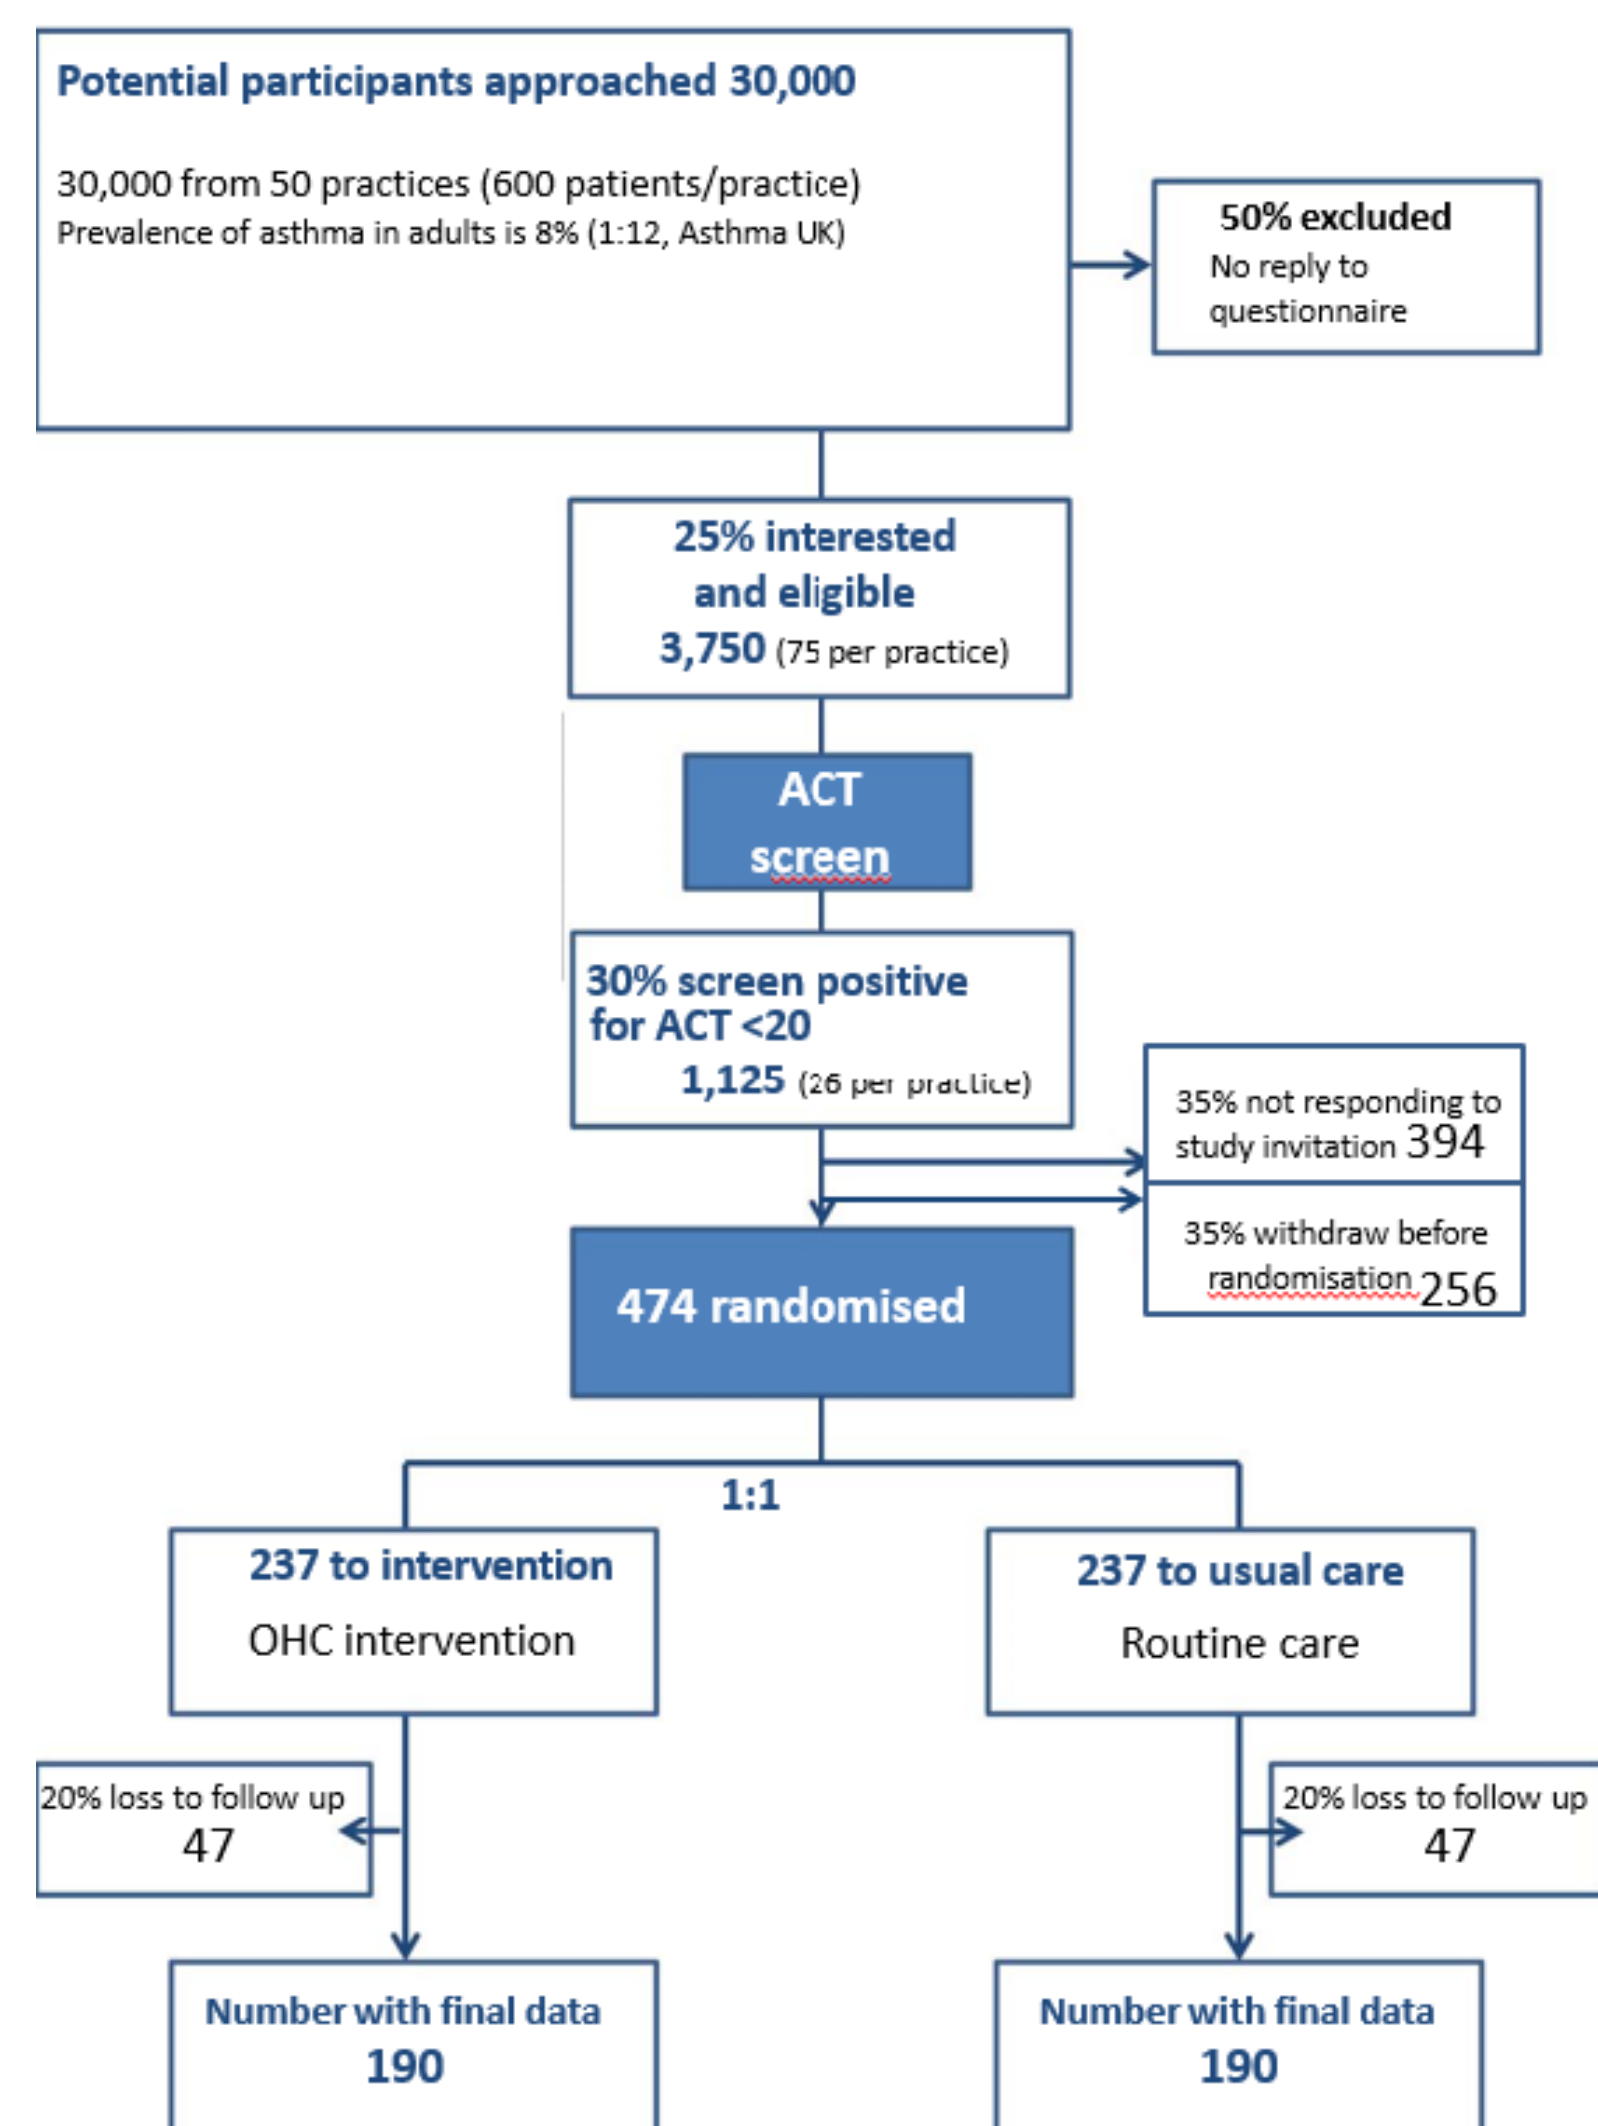 Potential participants approached 30,000
30,000 from 50 practices (600 patients/practice)
Prevalence of asthma in adults is 8% (1:12, Asthma UK)
50% excluded
No reply to
questionnaire
25% interested
and eligible
3,750 (75 per practice)
ACT
screen
30% screen positive
for ACT <20
1,125 (26 per practice)
35% not responding to
study invitation 394
35% withdraw before
randomisation 256
474 randomised
1:1
237 to intervention
OHC intervention
237 to usual care
Routine care
20% loss to follow up
47
20% loss to follow up
47
Number with final data
190
Number with final data
190